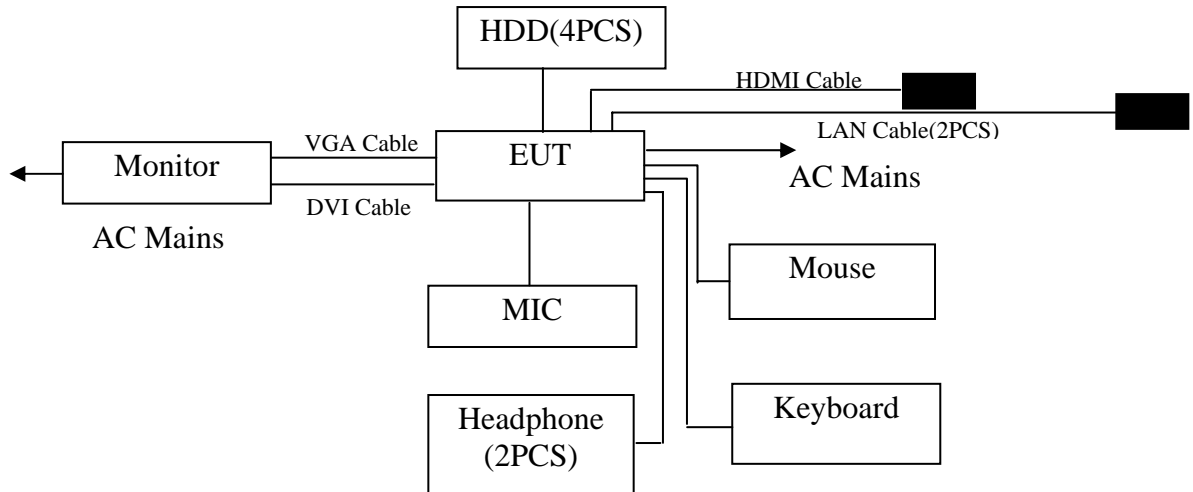 HDD(4PCS)
HDMI Cable
LAN Cable(2PCS)
VGA Cable
EUT
Monitor
AC Mains
DVI Cable
AC Mains
Mouse
MIC
Keyboard
Headphone
(2PCS)